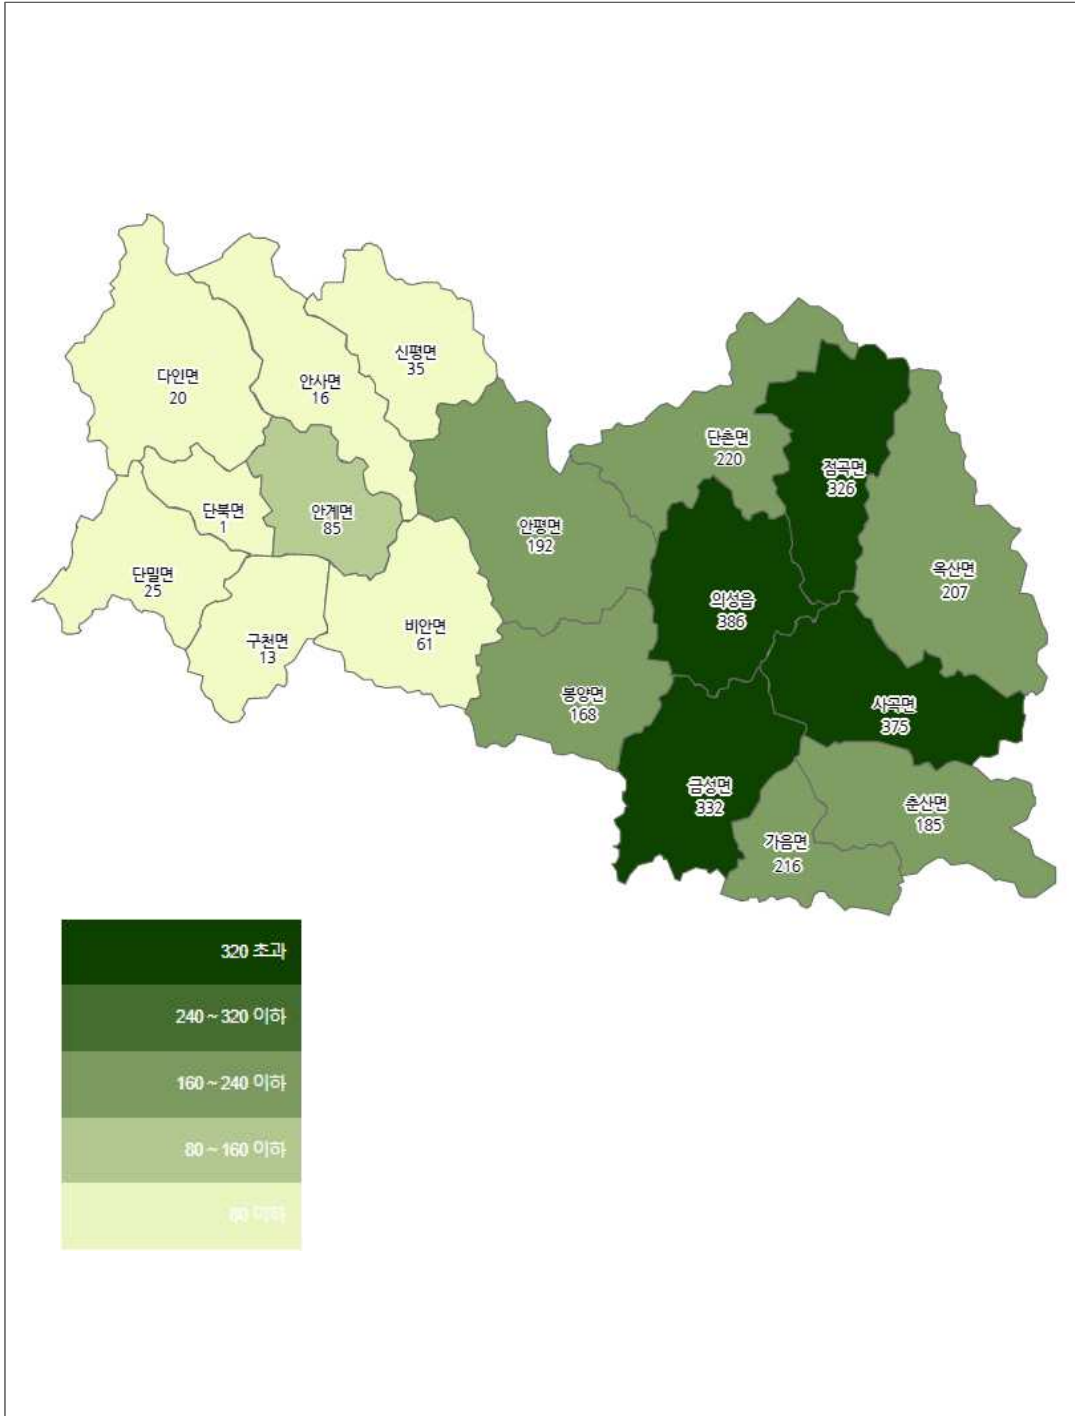 신평면
35
다인면
20
안사면
16
단촌면
220
점곡면
326
단북면
1
안계면
85
안평면
192
단밀면
25
옥산면
207
의성읍
386
비안면
61
구천면
13
봉양면
168
사곡면
375
금성면
332
춘산면
185
가음면
216
320 초과
240 ~ 320 이하
160 ~ 240 이하
80 ~ 160 이하
80 이하